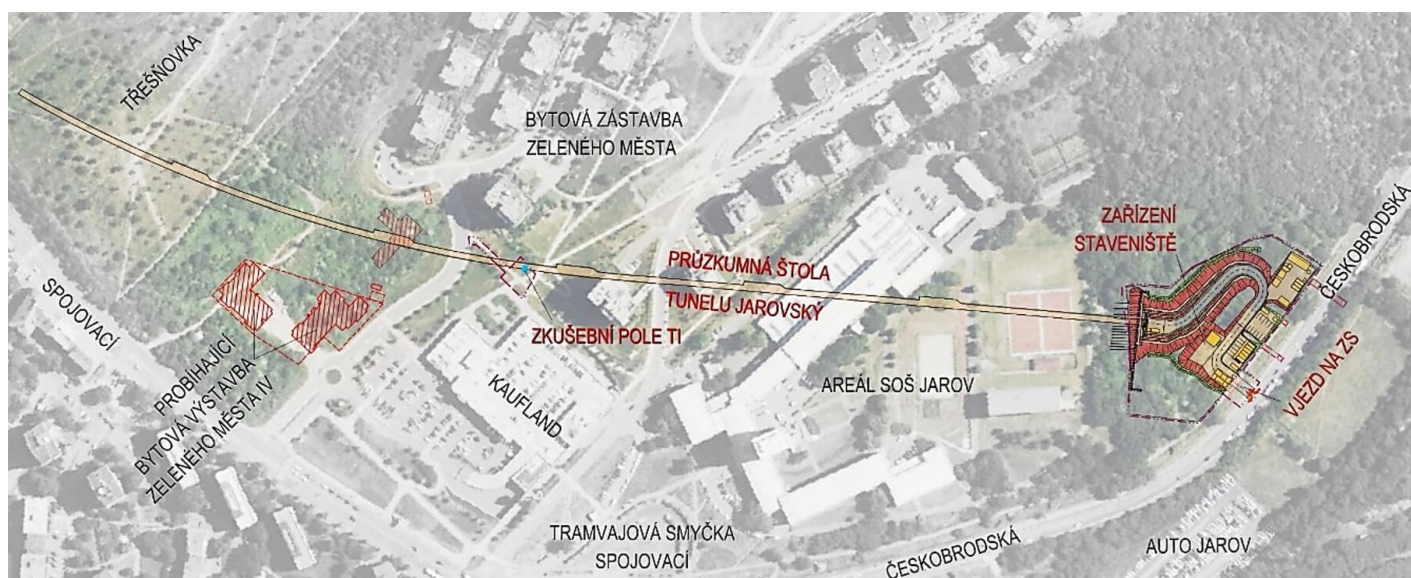 TŘEŠŇOVKA
BYTOVÁ ZÁSTAVBA
ZELENÉHO MĚSTA
ZAŘÍZENÍ
STAVENIŠTĚ
ČESKOBRODSKÁ
PRŮZKUMNÁ ŠTOLA
TUNELU JAROVSKÝ
SPOJOVACÍ
ZKUŠEBNÍ POLE TI
PROBÍHAJÍCÍ
BYTOVÁ VÝSTAVBA
ZELENÉHO MĚSTA IV
KAUFLAND
AREÁL SOŠ JAROV
VJEZD NA ZS
TRAMVAJOVÁ SMYČKA
SPOJOVACÍ
ČESKOBRODSKÁ
AUTO JAROV